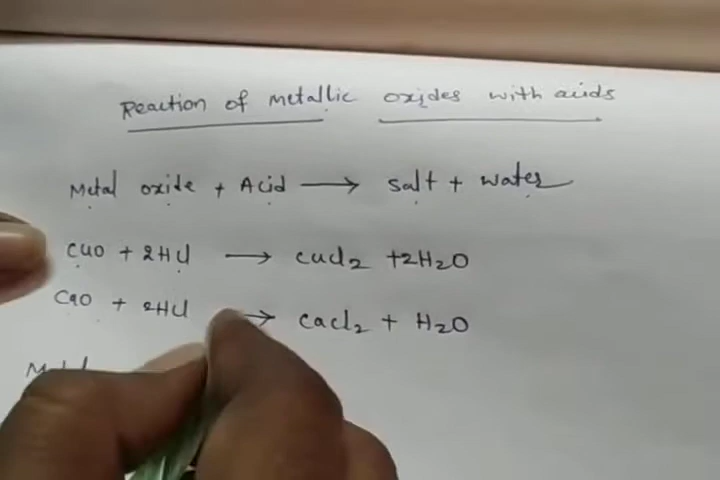 Reaction of metallic oxides with acids
Metal oxide + Acid → salt + water
CuO + 2HCl → CuCl2 +2H2O
CaO + 2HCl → CaCl2 + H2O